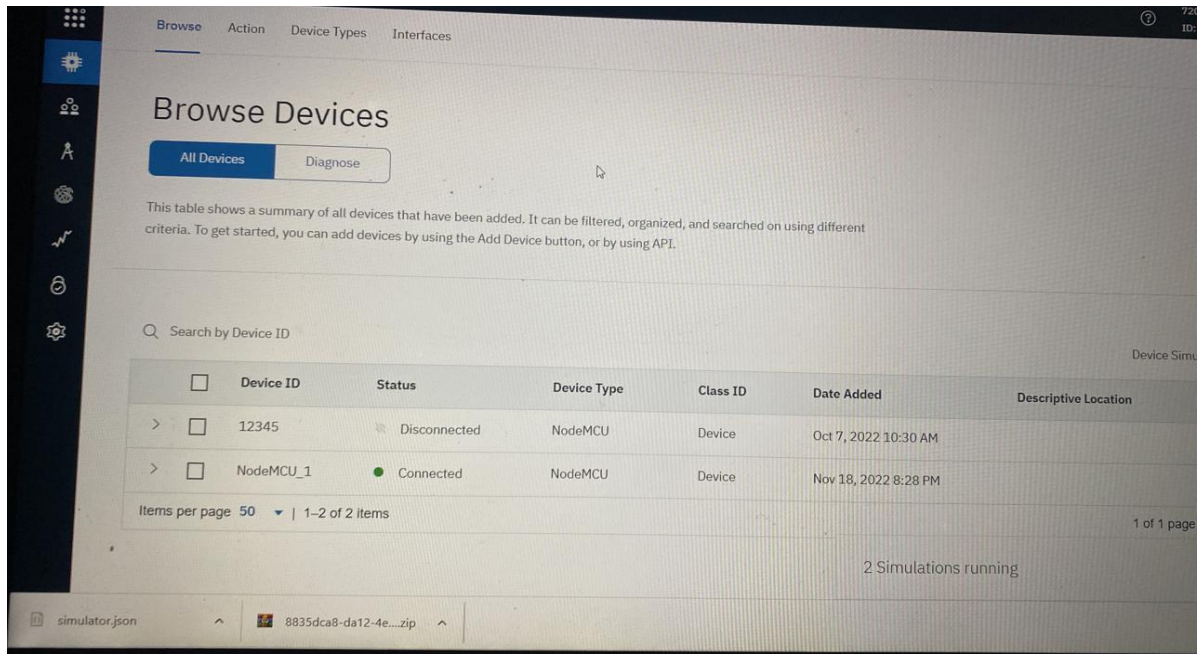 720
ID:
Browse Action Device Types Interfaces
Browse Devices
All Devices Diagnose
This table shows a summary of all devices that have been added. It can be filtered, organized, and searched on using different
criteria. To get started, you can add devices by using the Add Device button, or by using API.
Search by Device ID
Device Simu
Device ID Status Device Type Class ID Date Added Descriptive Location
12345 Disconnected NodeMCU Device Oct 7, 2022 10:30 AM
NodeMCU_1 Connected NodeMCU Device Nov 18, 2022 8:28 PM
Items per page 50 | 1–2 of 2 items
1 of 1 page
2 Simulations running
simulator.json 8835dca8-da12-4e....zip